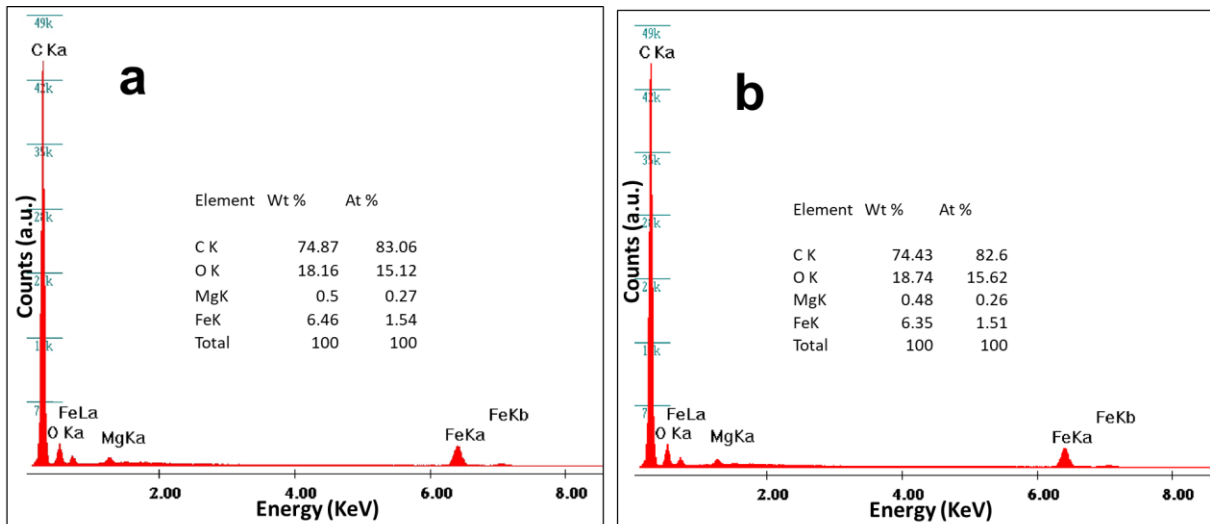 49k
C Ka
a
42k
35k
Element Wt % At %
28k
C K 74.87 83.06
O K 18.16 15.12
MgK 0.5 0.27
FeK 6.46 1.54
Total 100 100
FeLa
O Ka
MgKa
FeKb
FeKa
2.00 4.00 6.00 8.00
Energy (KeV)
Counts (a.u.)
49k
C Ka
b
42k
35k
Element Wt % At %
28k
C K 74.43 82.6
O K 18.74 15.62
MgK 0.48 0.26
FeK 6.35 1.51
Total 100 100
FeLa
O Ka
MgKa
FeKb
FeKa
2.00 4.00 6.00 8.00
Energy (KeV)
Counts (a.u.)